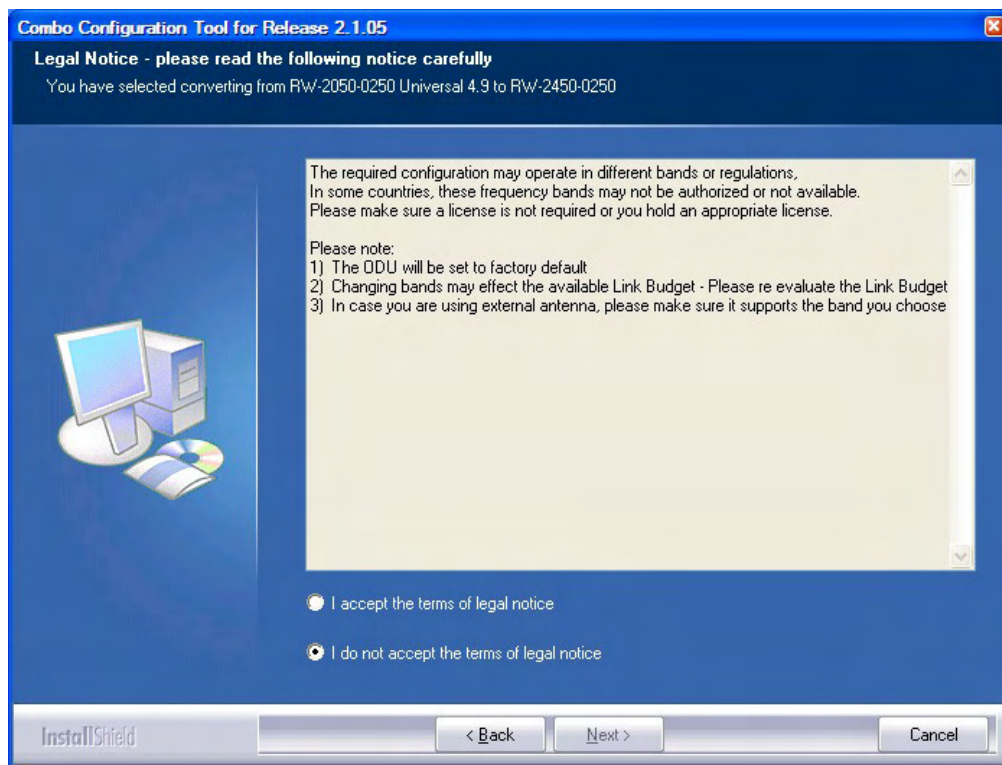 Combo Configuration Tool for Release 2.1.05
Legal Notice - please read the following notice carefully
You have selected converting from RW-2050-0250 Universal 4.9 to RW-2450-0250
The required configuration may operate in different bands or regulations,
In some countries, these frequency bands may not be authorized or not available.
Please make sure a license is not required or you hold an appropriate license.
Please note:
1) The ODU will be set to factory default
2) Changing bands may effect the available Link Budget - Please re evaluate the Link Budget
3) In case you are using external antenna, please make sure it supports the band you choose
I accept the terms of legal notice
I do not accept the terms of legal notice
InstallShield
< Back
Next >
Cancel